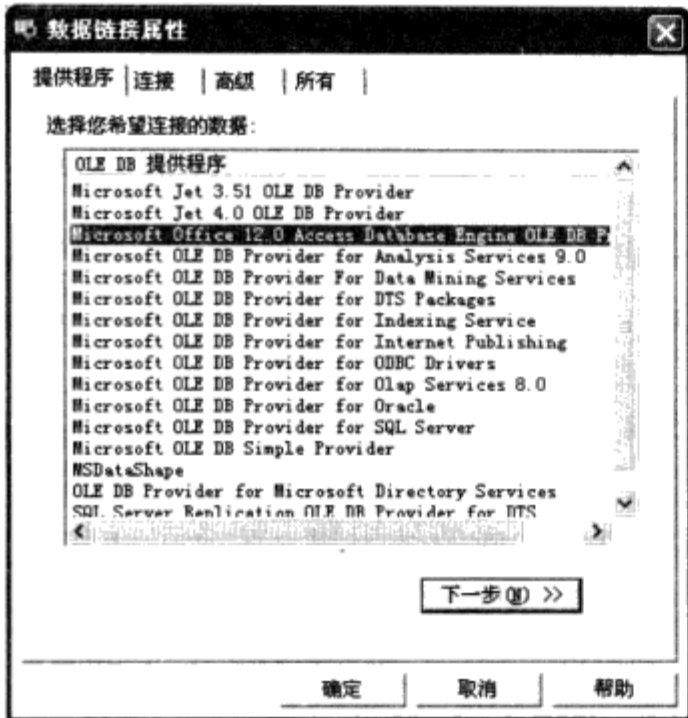 数据链接属性
提供程序 连接 高级 所有
选择您希望连接的数据:
OLE DB 提供程序
Microsoft Jet 3.51 OLE DB Provider
Microsoft Jet 4.0 OLE DB Provider
Microsoft Office 12.0 Access Database Engine OLE DB P
Microsoft OLE DB Provider for Analysis Services 9.0
Microsoft OLE DB Provider For Data Mining Services
Microsoft OLE DB Provider for DTS Packages
Microsoft OLE DB Provider for Indexing Service
Microsoft OLE DB Provider for Internet Publishing
Microsoft OLE DB Provider for ODBC Drivers
Microsoft OLE DB Provider for Olap Services 8.0
Microsoft OLE DB Provider for Oracle
Microsoft OLE DB Provider for SQL Server
Microsoft OLE DB Simple Provider
MSDataShape
OLE DB Provider for Microsoft Directory Services
SQL Server Replication OLE DB Provider for DTS
下一步(N) >>
确定 取消 帮助